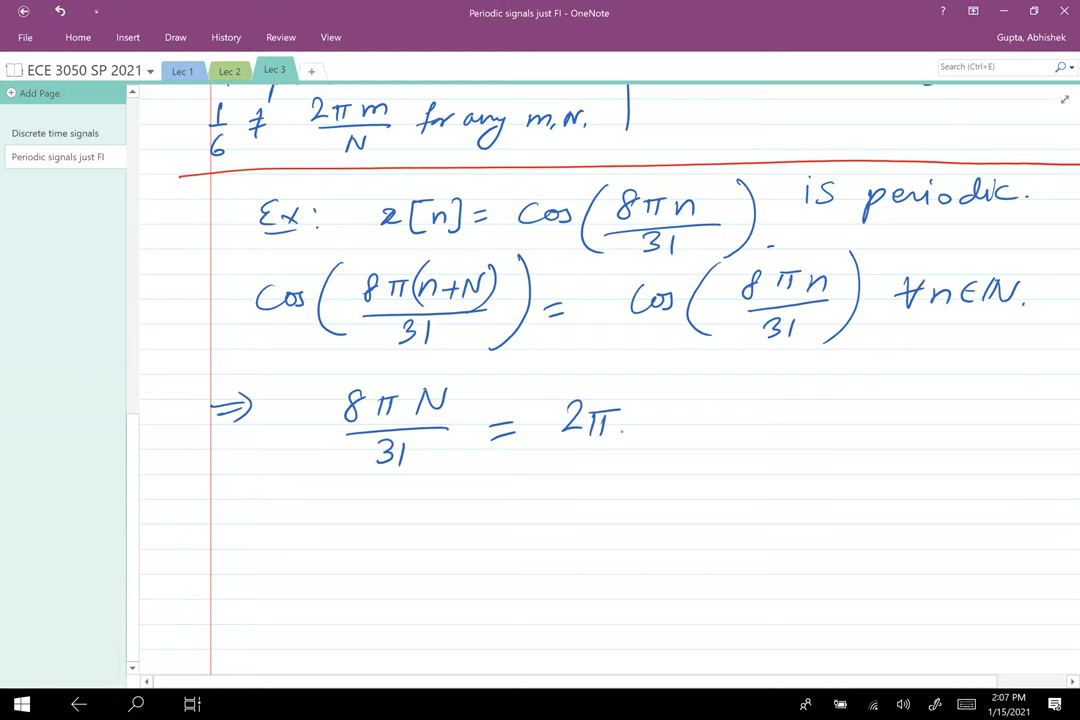 Periodic signals just FI - OneNote
File Home Insert Draw History Review View
Gupta, Abhishek
ECE 3050 SP 2021 Lec 1 Lec 2 Lec 3
Search (Ctrl+E)
Add Page
Discrete time signals
Periodic signals just FI
1/6 ≠ 2πm/N for any m, N.
Ex: z[n] = cos(8πn/31). is periodic.
cos(8π(n+N)/31) = cos(8πn/31) ∀n∈ℕ.
⇒ 8πN/31 = 2π
2:07 PM
1/15/2021